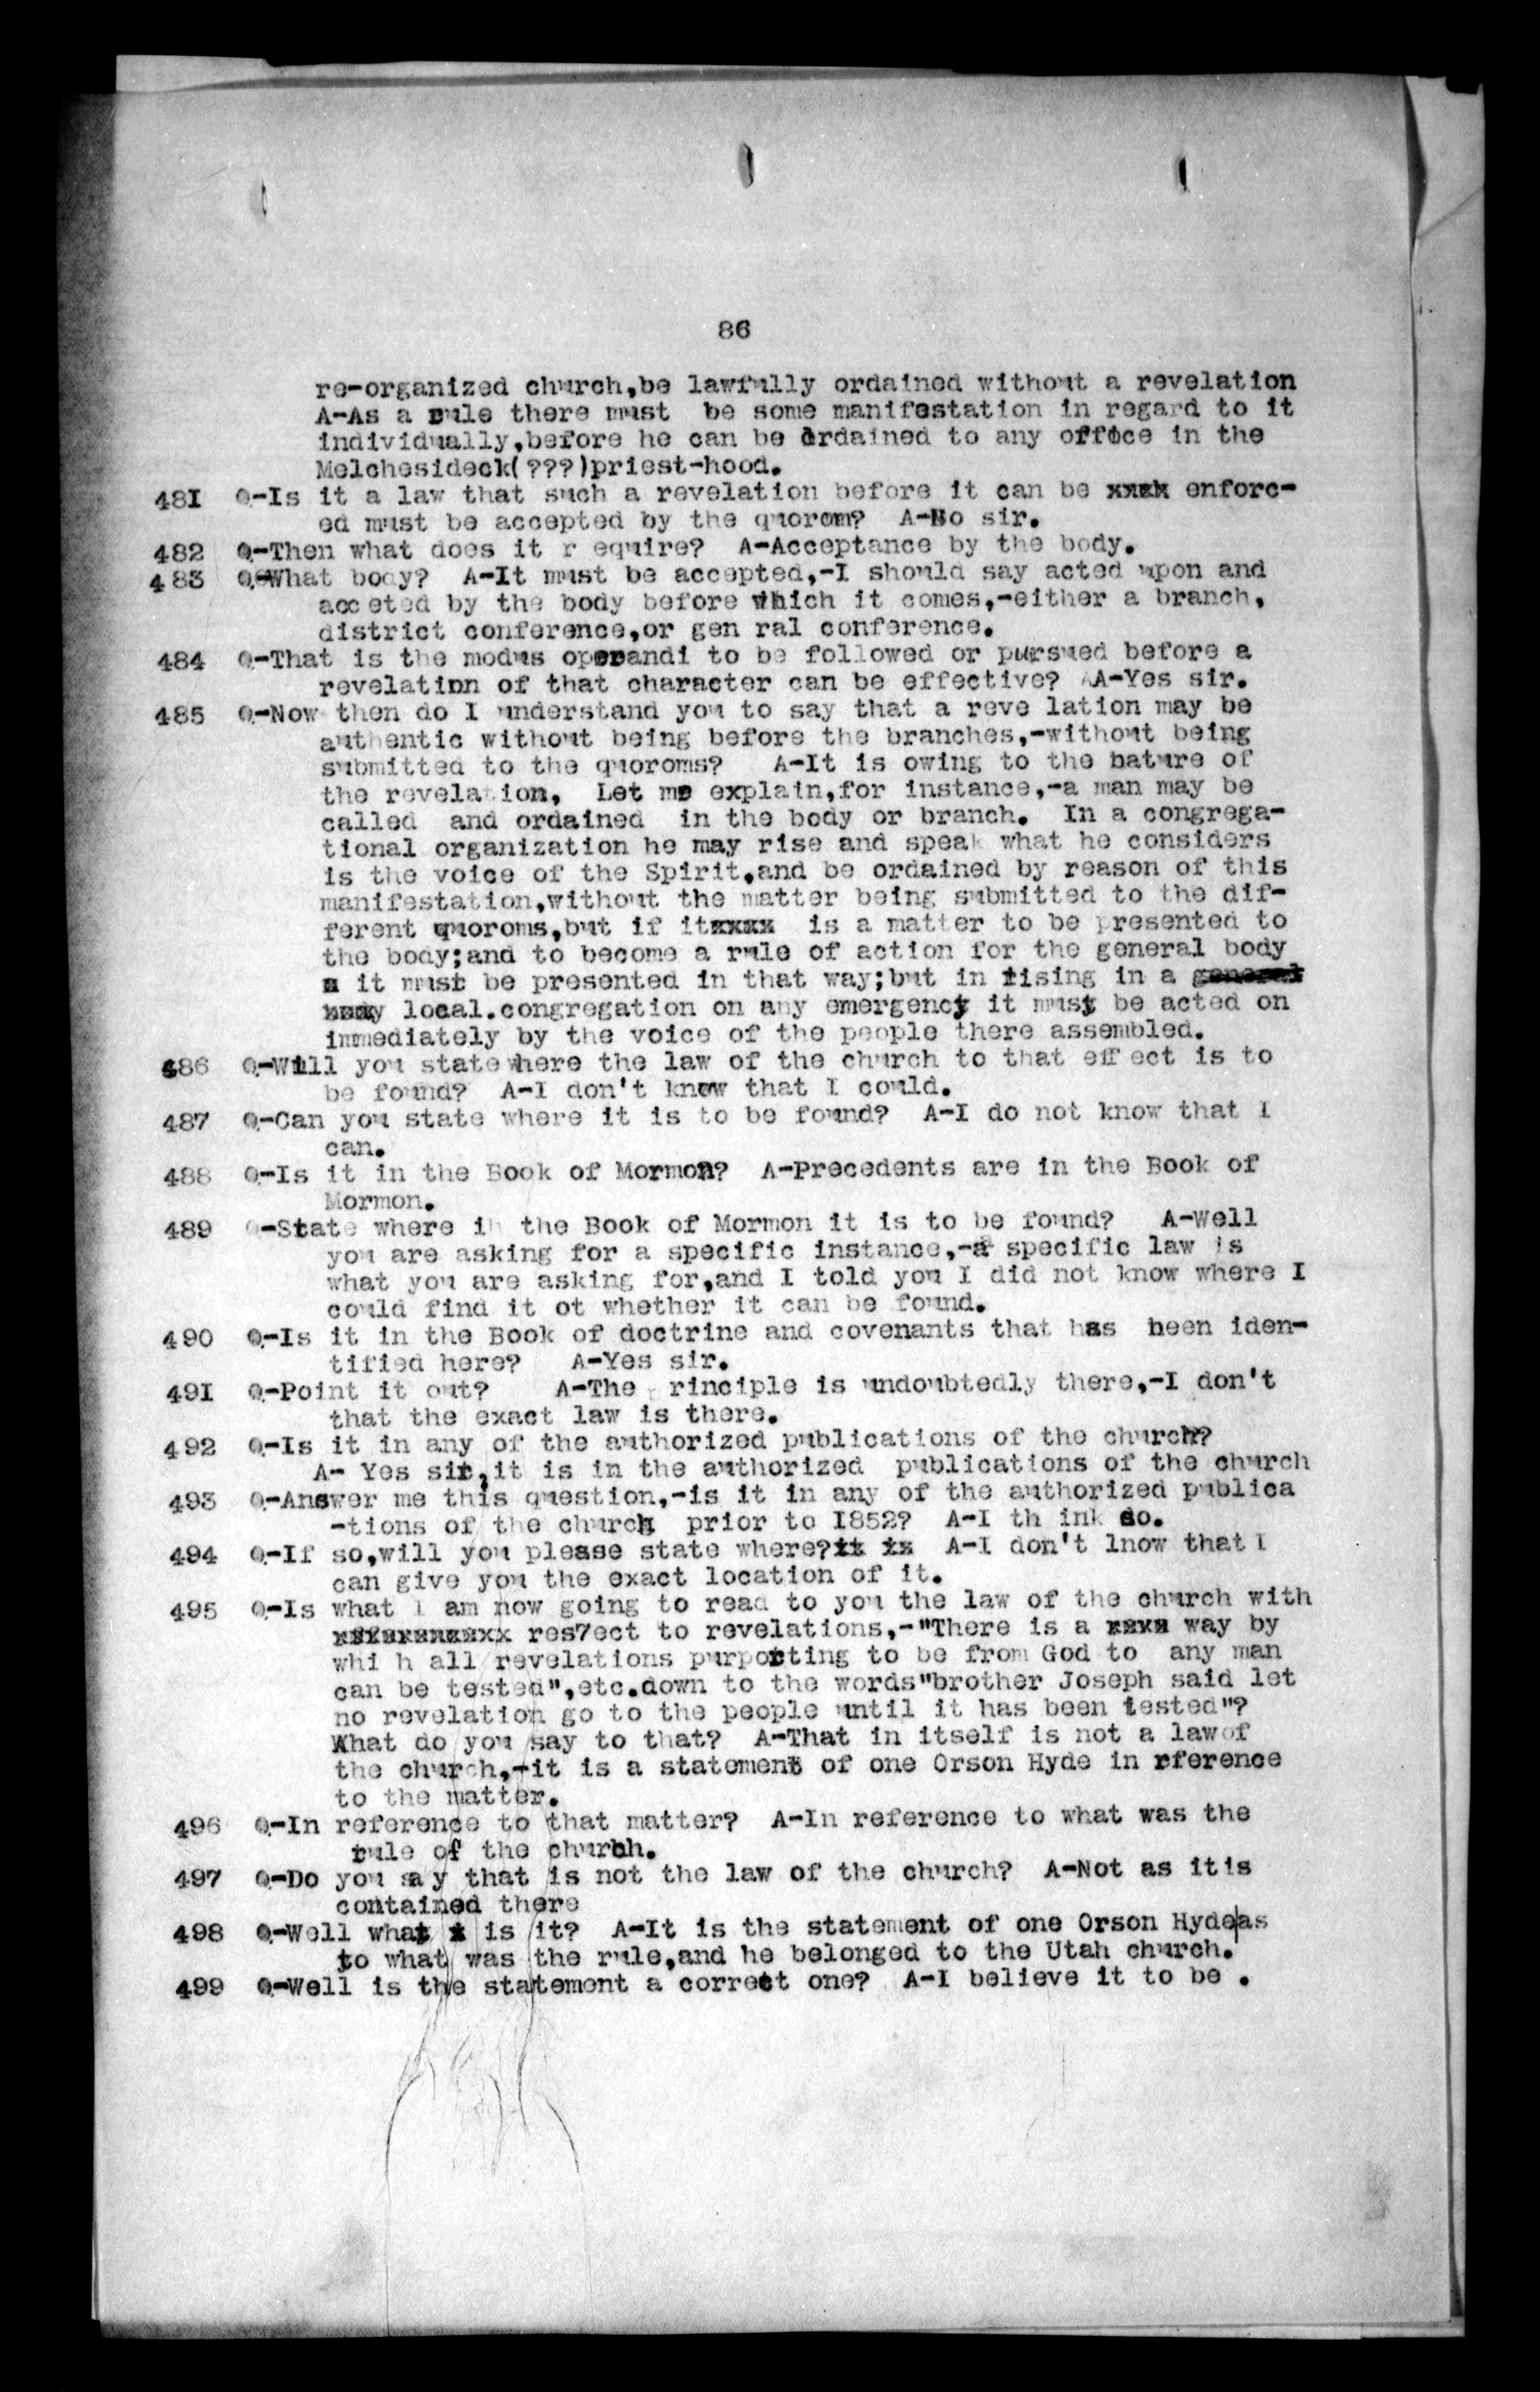 86
re-organized church,be lawfully ordained without a revelation
A-As a rule there must be some manifestation in regard to it
individually,before he can be ordained to any offoce in the
Melchesideck(???)priest-hood.
481 Q-Is it a law that such a revelation before it can be xxxx enforc-
ed must be accepted by the quorom? A-No sir.
482 Q-Then what does it r equire? A-Acceptance by the body.
483 Q-What body? A-It must be accepted,-I should say acted upon and
acc eted by the body before which it comes,-either a branch,
district conference,or gen ral conference.
484 Q-That is the modus operandi to be followed or pursued before a
revelation of that character can be effective? A-Yes sir.
485 Q-Now then do I understand you to say that a reve lation may be
authentic without being before the branches,-without being
submitted to the quoroms? A-It is owing to the nature of
the revelation, Let me explain,for instance,-a man may be
called and ordained in the body or branch. In a congrega-
tional organization he may rise and speak what he considers
is the voice of the Spirit,and be ordained by reason of this
manifestation,without the matter being submitted to the dif-
ferent quoroms,but if itxxxx is a matter to be presented to
the body;and to become a rule of action for the general body
it must be presented in that way;but in rising in a general
local.congregation on any emergency it must be acted on
immediately by the voice of the people there assembled.
486 Q-Will you state where the law of the church to that eff ect is to
be found? A-I don't know that I could.
487 Q-Can you state where it is to be found? A-I do not know that I
can.
488 Q-Is it in the Book of Mormon? A-Precedents are in the Book of
Mormon.
489 Q-State where in the Book of Mormon it is to be found? A-Well
you are asking for a specific instance,-a specific law is
what you are asking for,and I told you I did not know where I
could find it ot whether it can be found.
490 Q-Is it in the Book of doctrine and covenants that has been iden-
tified here? A-Yes sir.
491 Q-Point it out? A-The rinciple is undoubtedly there,-I don't
that the exact law is there.
492 Q-Is it in any of the authorized publications of the church?
A- Yes sir,it is in the authorized publications of the church
493 Q-Answer me this question,-is it in any of the authorized publica
-tions of the church prior to I852? A-I th ink so.
494 Q-If so,will you please state where?it is A-I don't lnow that I
can give you the exact location of it.
495 Q-Is what I am now going to read to you the law of the church with
res7ect to revelations,-"There is a xxxx way by
whi h all revelations purporting to be from God to any man
can be tested",etc.down to the words"brother Joseph said let
no revelation go to the people until it has been tested"?
What do you say to that? A-That in itself is not a law of
the church,-it is a statement of one Orson Hyde in rference
to the matter.
496 Q-In reference to that matter? A-In reference to what was the
rule of the church.
497 Q-Do you say that is not the law of the church? A-Not as it is
contained there
498 Q-Well what is it? A-It is the statement of one Orson Hyde|as
to what was the rule,and he belonged to the Utah church.
499 Q-Well is the statement a correct one? A-I believe it to be .